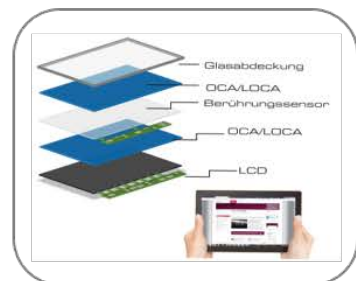 Glasabdeckung
OCA/LOCA
Berührungssensor
OCA/LOCA
LCD